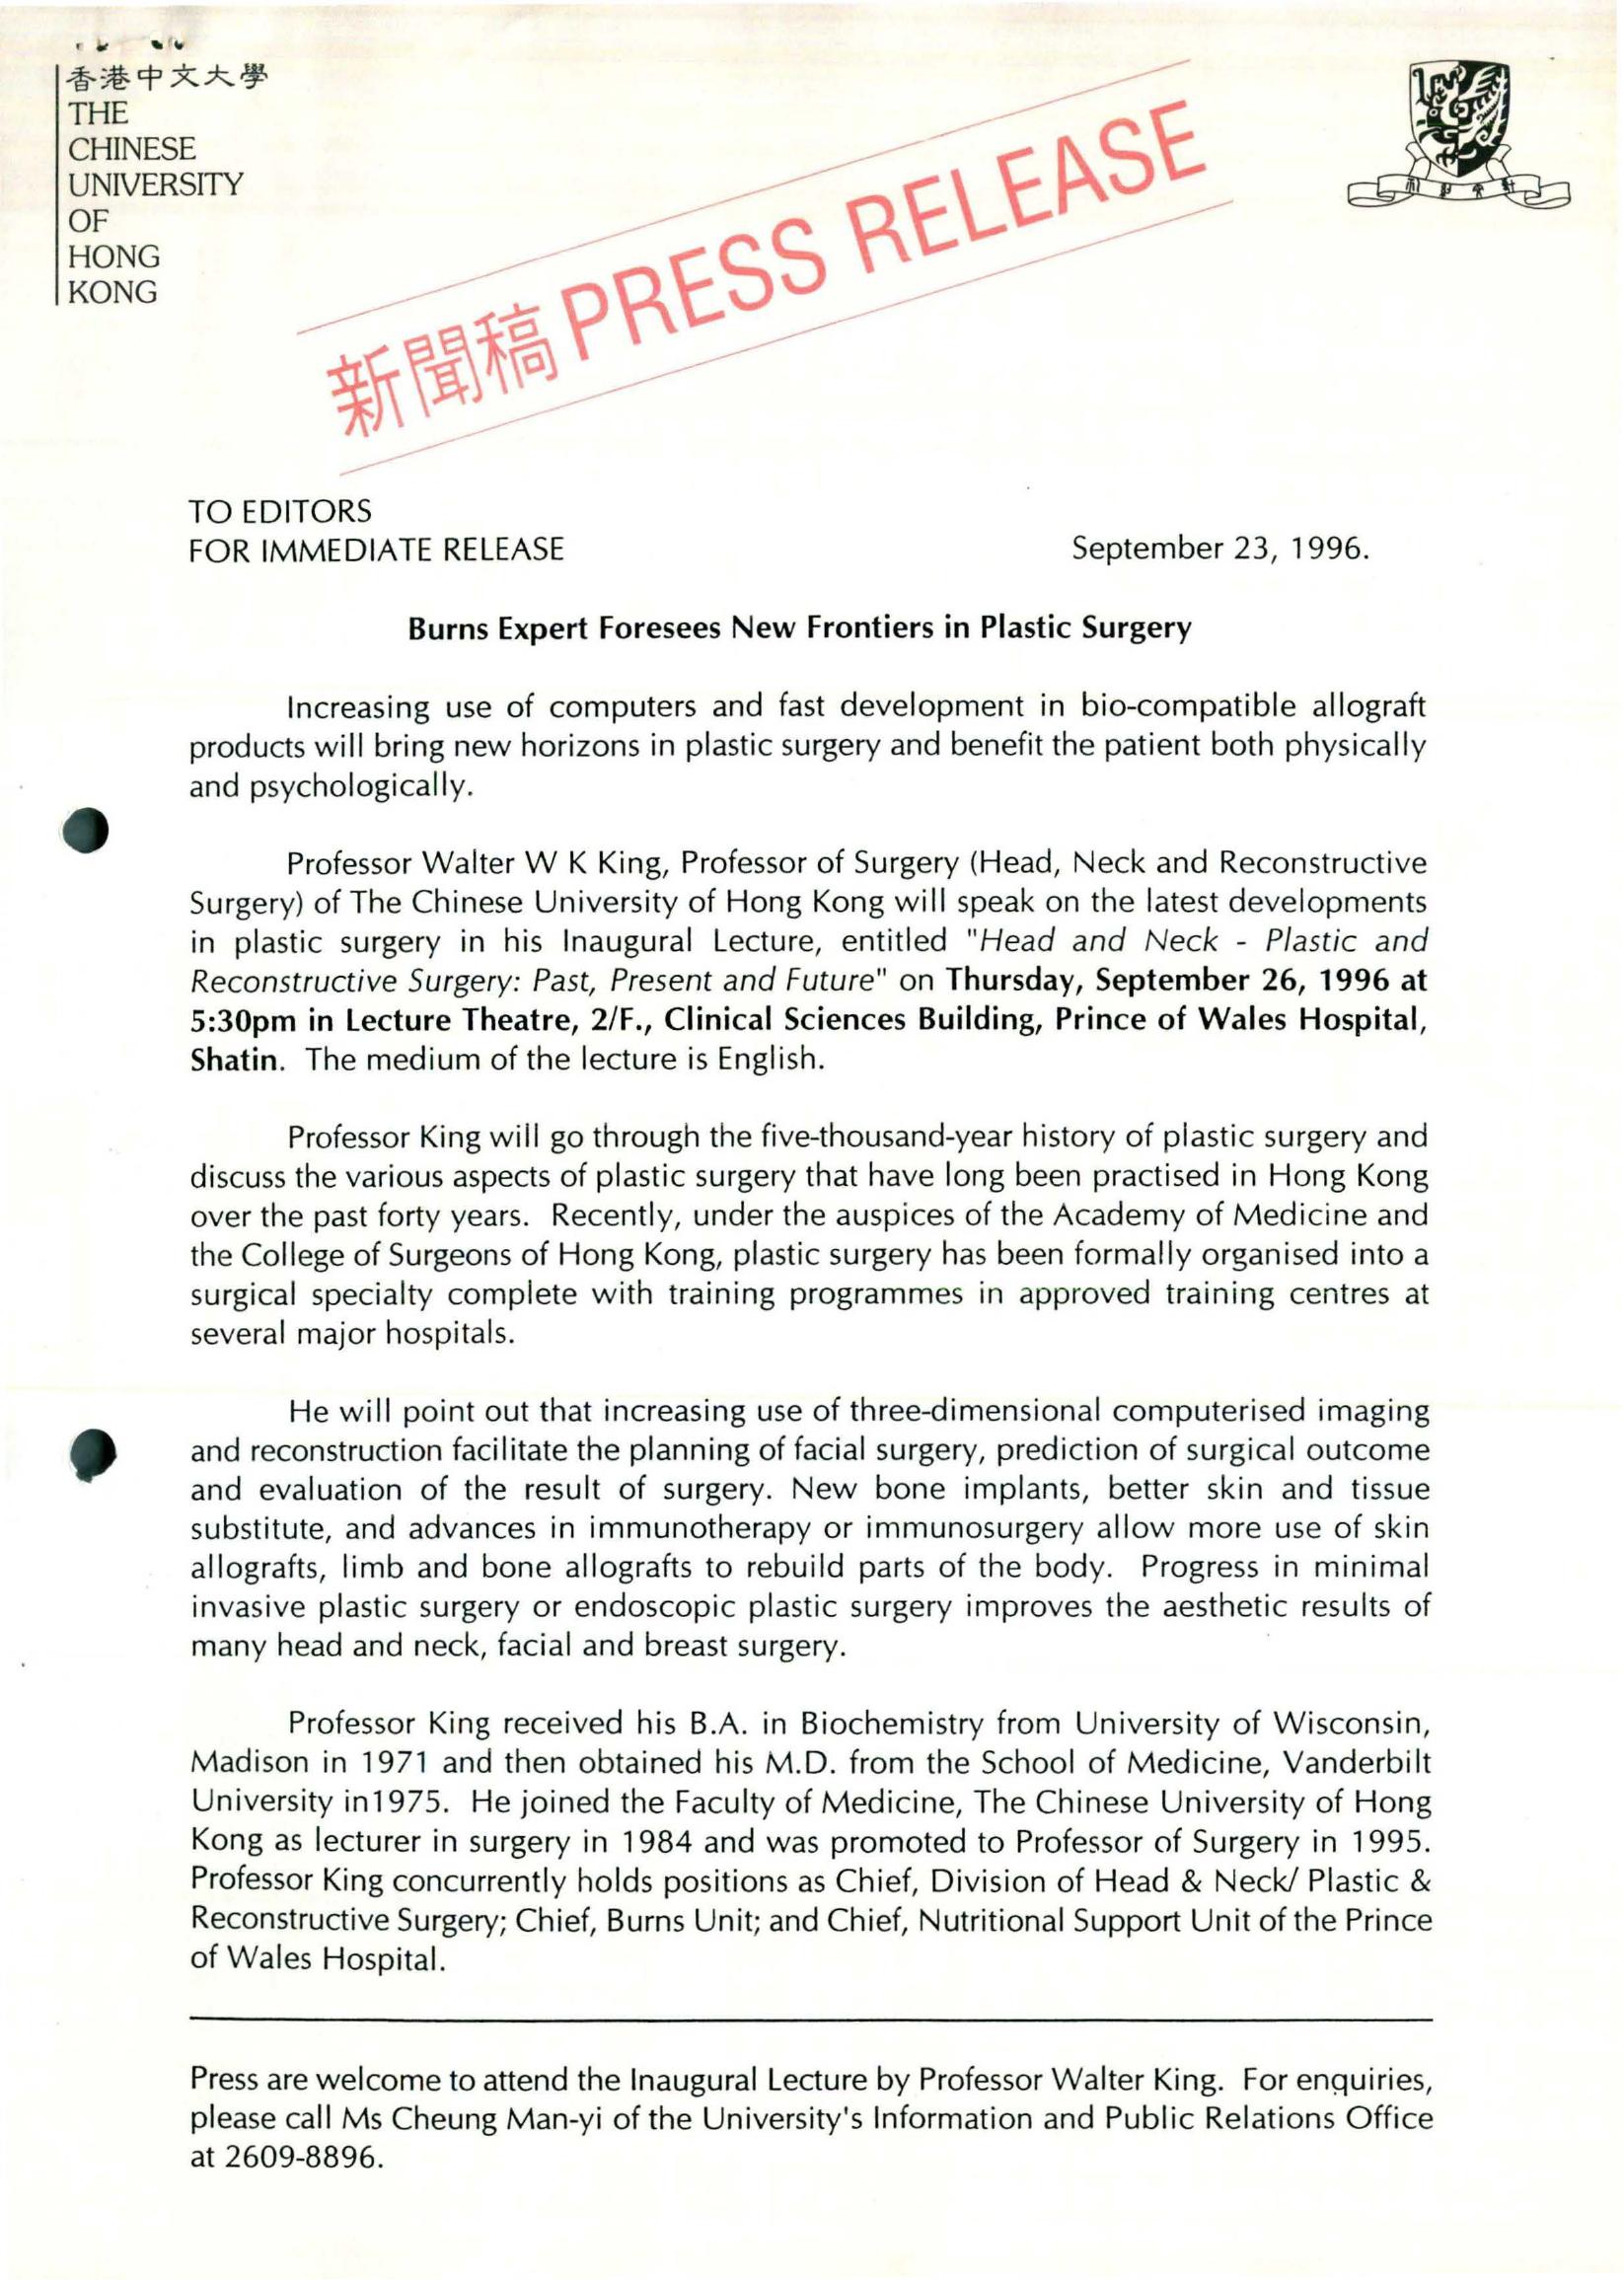 香港中文大學
THE
CHINESE
UNIVERSITY
OF
HONG
KONG
新聞稿 PRESS RELEASE
TO EDITORS
FOR IMMEDIATE RELEASE
September 23, 1996.
Burns Expert Foresees New Frontiers in Plastic Surgery
Increasing use of computers and fast development in bio-compatible allograft
products will bring new horizons in plastic surgery and benefit the patient both physically
and psychologically.
Professor Walter W K King, Professor of Surgery (Head, Neck and Reconstructive
Surgery) of The Chinese University of Hong Kong will speak on the latest developments
in plastic surgery in his Inaugural Lecture, entitled "Head and Neck - Plastic and
Reconstructive Surgery: Past, Present and Future" on Thursday, September 26, 1996 at
5:30pm in Lecture Theatre, 2/F., Clinical Sciences Building, Prince of Wales Hospital,
Shatin. The medium of the lecture is English.
Professor King will go through the five-thousand-year history of plastic surgery and
discuss the various aspects of plastic surgery that have long been practised in Hong Kong
over the past forty years. Recently, under the auspices of the Academy of Medicine and
the College of Surgeons of Hong Kong, plastic surgery has been formally organised into a
surgical specialty complete with training programmes in approved training centres at
several major hospitals.
He will point out that increasing use of three-dimensional computerised imaging
and reconstruction facilitate the planning of facial surgery, prediction of surgical outcome
and evaluation of the result of surgery. New bone implants, better skin and tissue
substitute, and advances in immunotherapy or immunosurgery allow more use of skin
allografts, limb and bone allografts to rebuild parts of the body. Progress in minimal
invasive plastic surgery or endoscopic plastic surgery improves the aesthetic results of
many head and neck, facial and breast surgery.
Professor King received his B.A. in Biochemistry from University of Wisconsin,
Madison in 1971 and then obtained his M.D. from the School of Medicine, Vanderbilt
University in1975. He joined the Faculty of Medicine, The Chinese University of Hong
Kong as lecturer in surgery in 1984 and was promoted to Professor of Surgery in 1995.
Professor King concurrently holds positions as Chief, Division of Head & Neck/ Plastic &
Reconstructive Surgery; Chief, Burns Unit; and Chief, Nutritional Support Unit of the Prince
of Wales Hospital.
Press are welcome to attend the Inaugural Lecture by Professor Walter King. For enquiries,
please call Ms Cheung Man-yi of the University's Information and Public Relations Office
at 2609-8896.